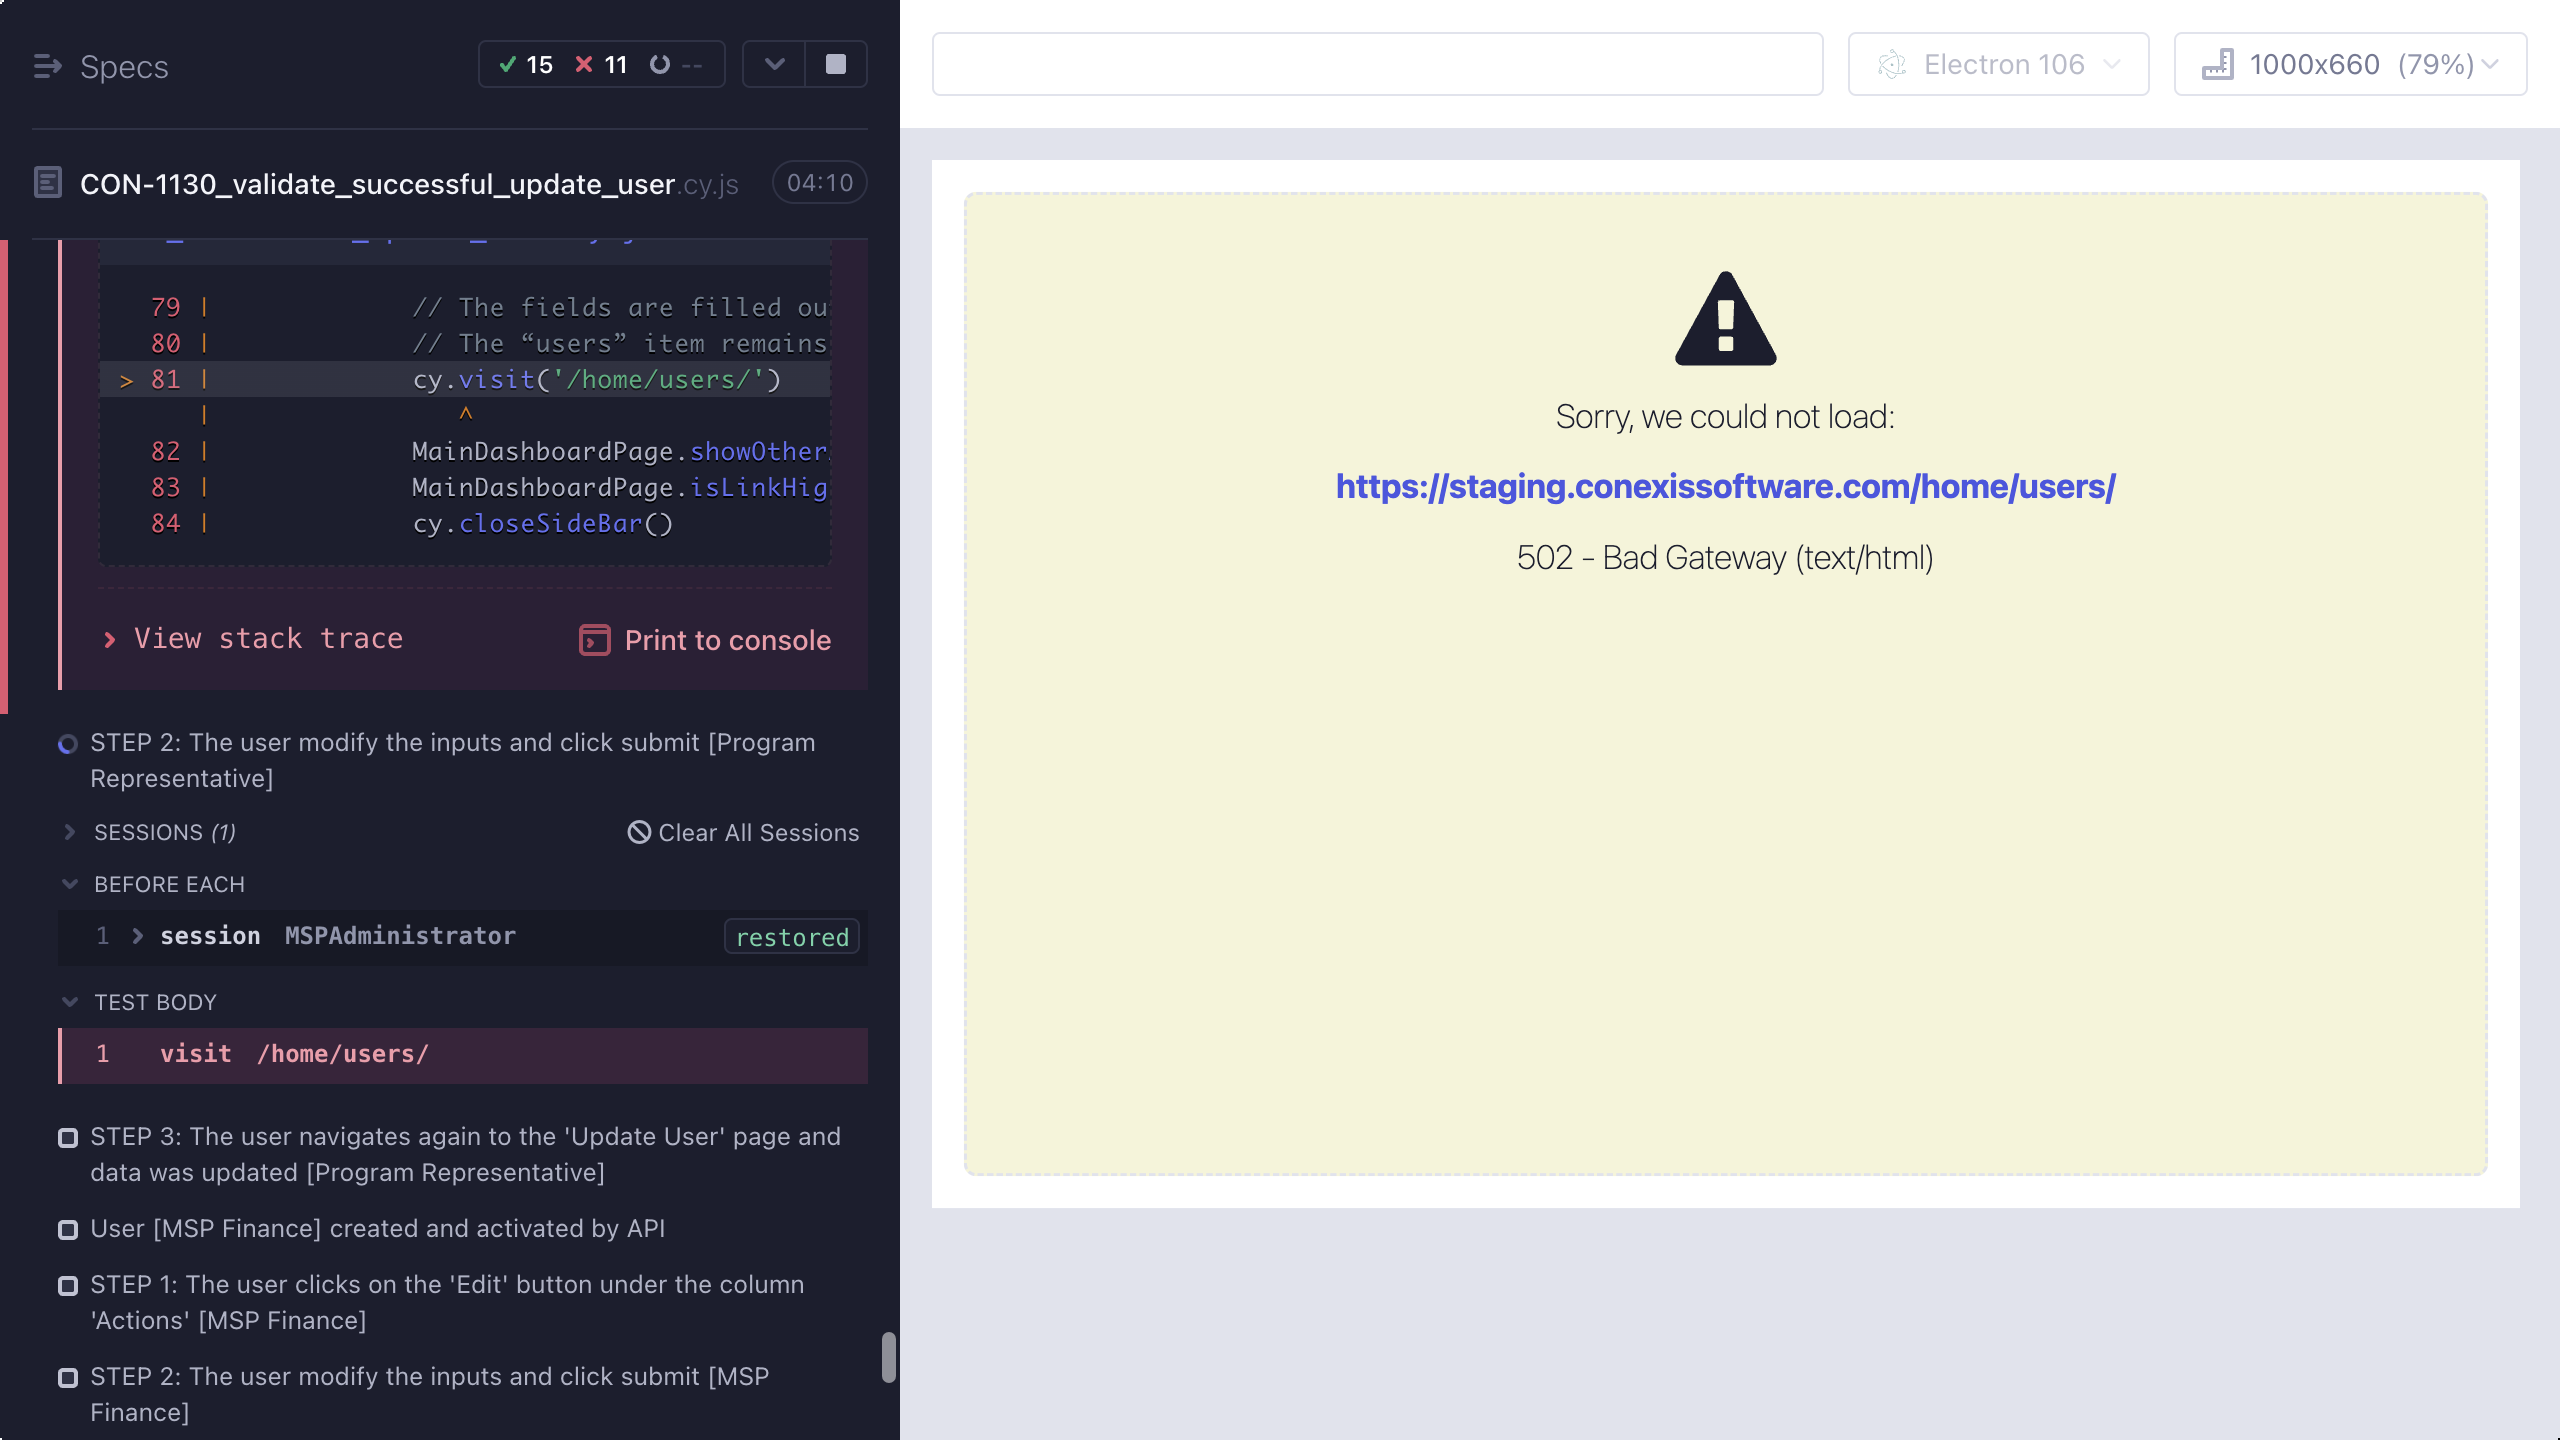 Specs
15 11 --
CON-1130_validate_successful_update_user.cy.js 04:10
79 | // The fields are filled ou
80 | // The “users” item remains
> 81 | cy.visit('/home/users/')
| ^
82 | MainDashboardPage.showOther
83 | MainDashboardPage.isLinkHig
84 | cy.closeSideBar()
View stack trace
Print to console
STEP 2: The user modify the inputs and click submit [Program
Representative]
SESSIONS (1)
Clear All Sessions
BEFORE EACH
1 session MSPAdministrator restored
TEST BODY
1 visit /home/users/
STEP 3: The user navigates again to the 'Update User' page and
data was updated [Program Representative]
User [MSP Finance] created and activated by API
STEP 1: The user clicks on the 'Edit' button under the column
'Actions' [MSP Finance]
STEP 2: The user modify the inputs and click submit [MSP
Finance]
Electron 106
1000x660 (79%)
Sorry, we could not load:
https://staging.conexissoftware.com/home/users/
502 - Bad Gateway (text/html)